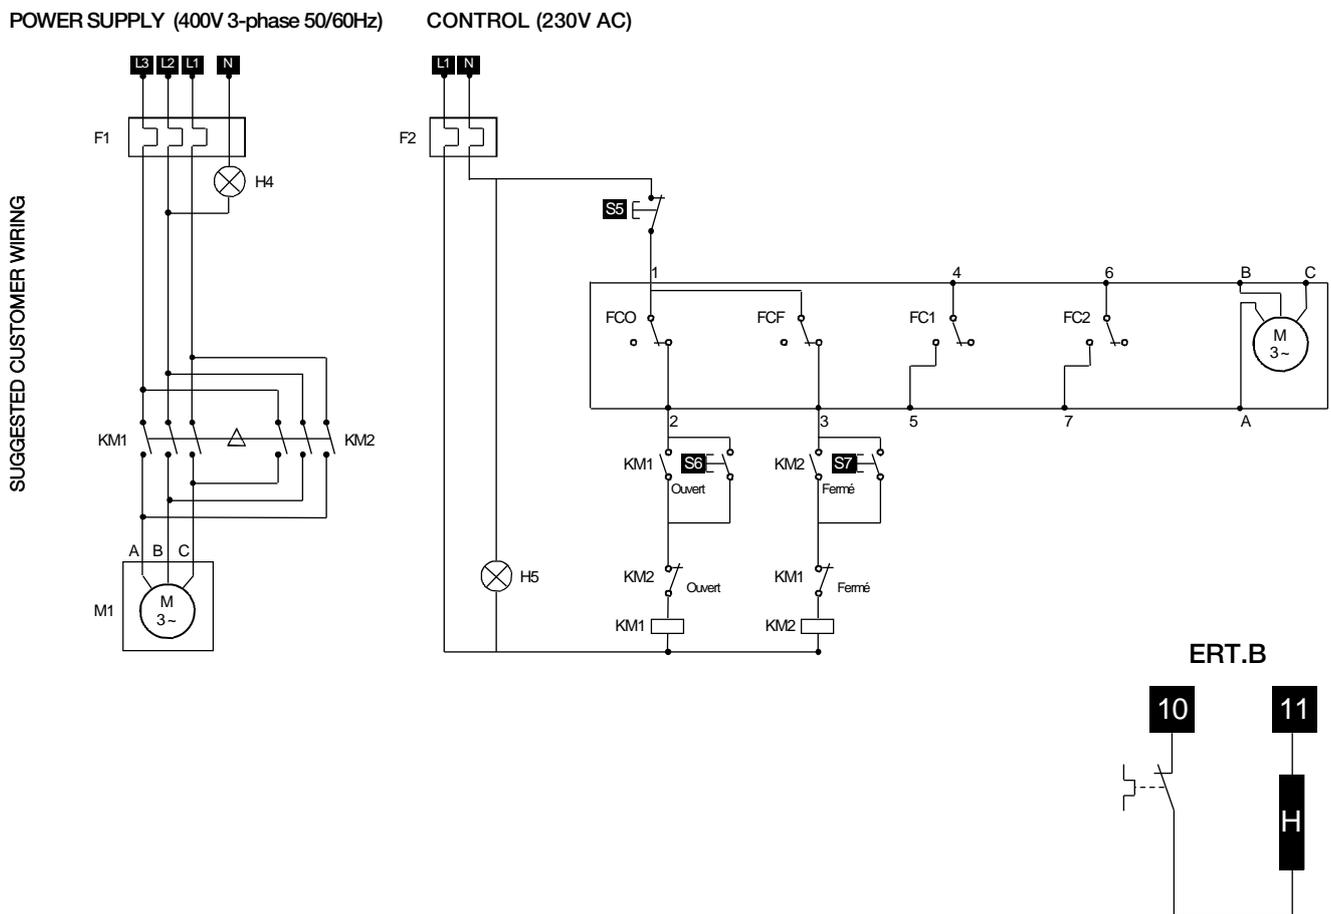 POWER SUPPLY (400V 3-phase 50/60Hz)
CONTROL (230V AC)
L3 L2 L1 N
L1 N
F1
F2
H4
S5
SUGGESTED CUSTOMER WIRING
1 4 6 B C
FCO FCF FC1 FC2
M
3~
2 3 5 7 A
KM1 KM2
KM1 S6 KM2 S7
Ouvert Fermé
A B C
M1
M
3~
H5
KM2 Ouvert KM1 Fermé
KM1 KM2
ERT.B
10 11
H